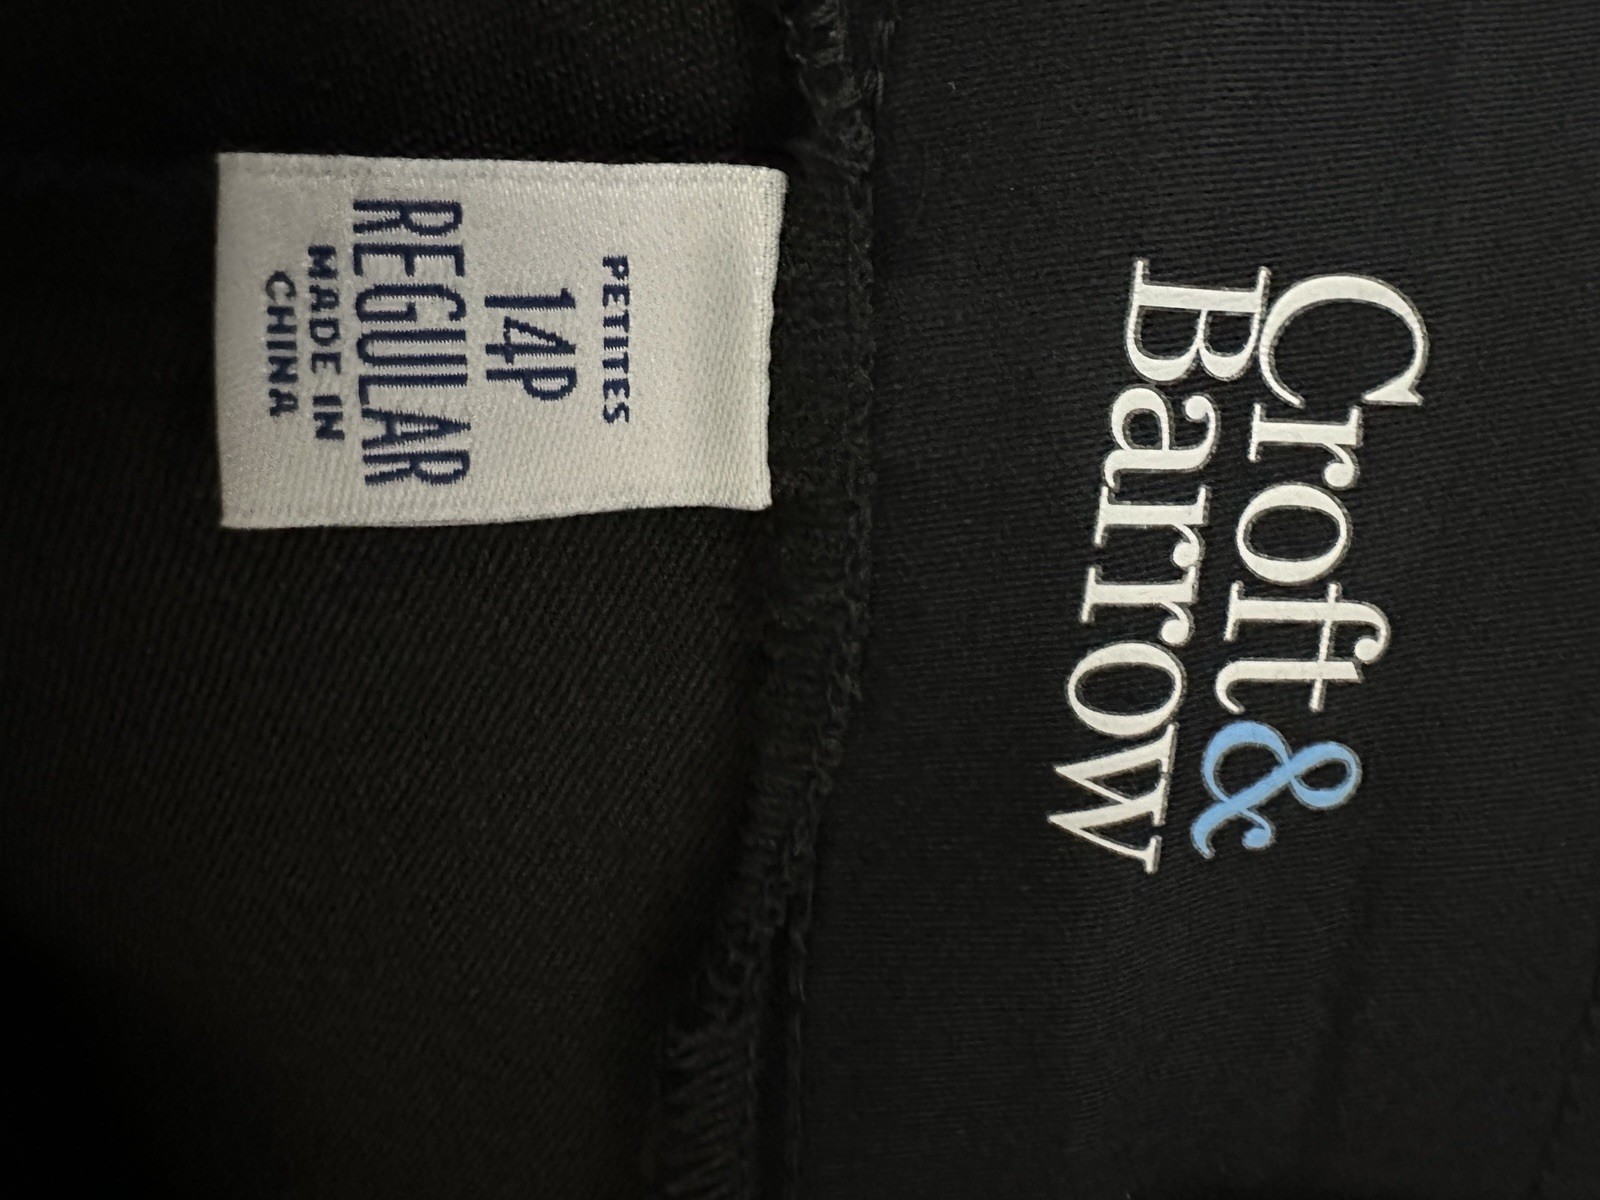 Croft &
Barrow
PETITES
14P
REGULAR
MADE IN
CHINA